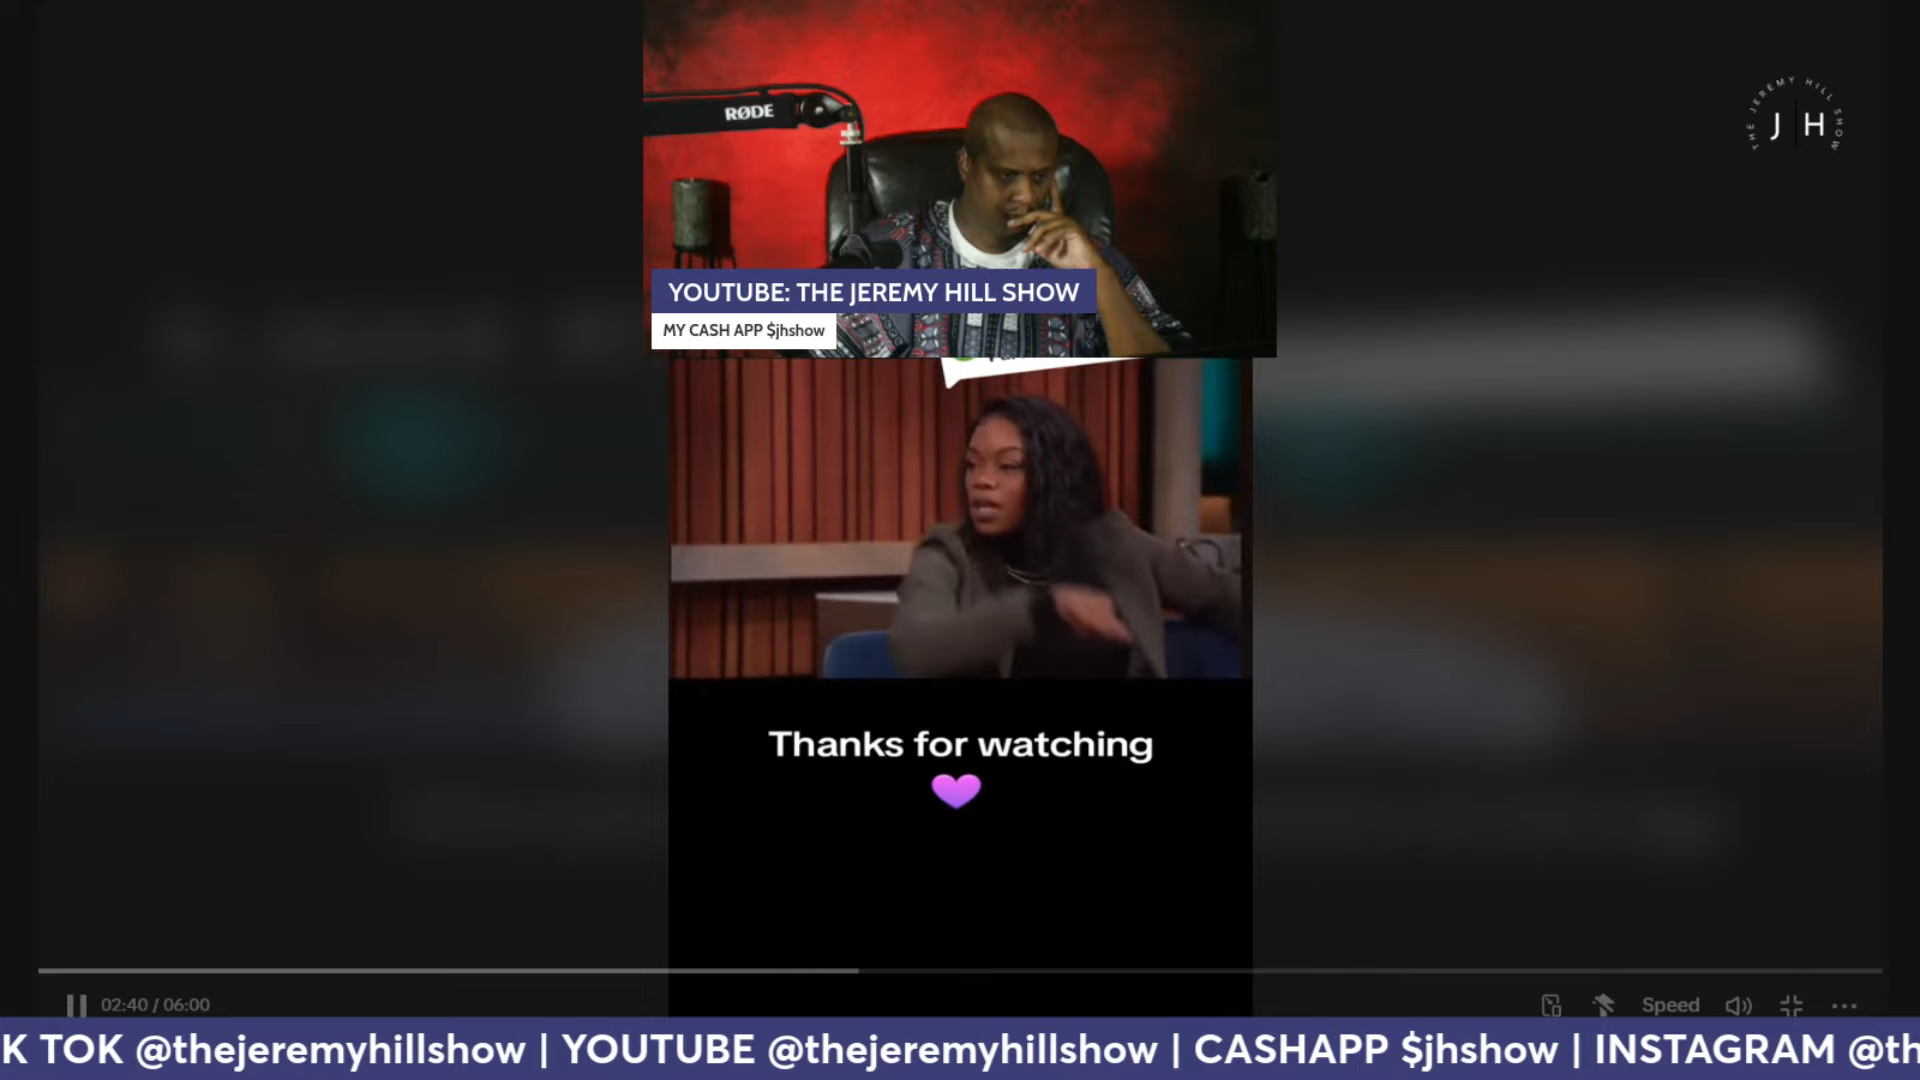 RØDE
THE JEREMY HILL SHOW
J H
YOUTUBE: THE JEREMY HILL SHOW
MY CASH APP $jhshow
Thanks for watching
02:40 / 06:00
Speed
K TOK @thejeremyhillshow | YOUTUBE @thejeremyhillshow | CASHAPP $jhshow | INSTAGRAM @th